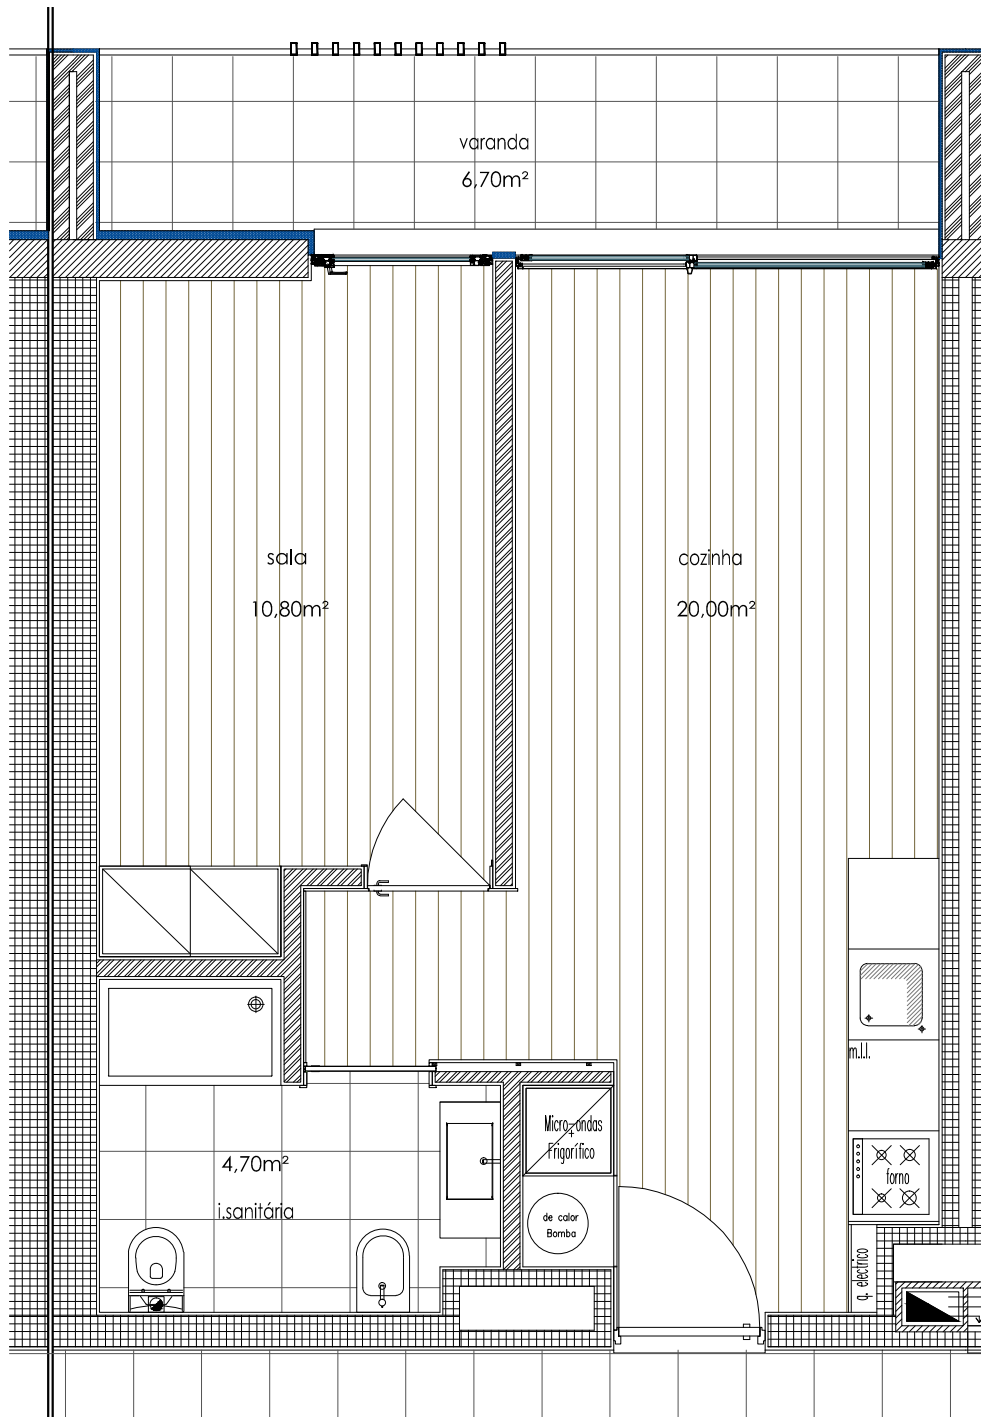 varanda
6,70m²
sala
10,80m²
cozinha
20,00m²
m.l.l.
Micro-ondas
+
Frigorífico
forno
4,70m²
i.sanitária
de calor
Bomba
q. electrico